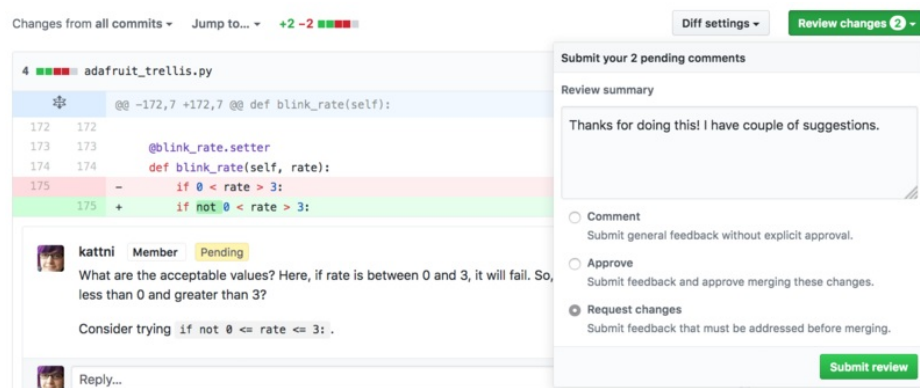 Changes from all commits Jump to... +2 −2 Diff settings Review changes 2
4 adafruit_trellis.py
@@ -172,7 +172,7 @@ def blink_rate(self):
172 172
173 173 @blink_rate.setter
174 174 def blink_rate(self, rate):
175 - if 0 < rate > 3:
175 + if not 0 < rate > 3:
kattni Member Pending
What are the acceptable values? Here, if rate is between 0 and 3, it will fail. So,
less than 0 and greater than 3?
Consider trying if not 0 <= rate <= 3: .
Reply...
Submit your 2 pending comments
Review summary
Thanks for doing this! I have couple of suggestions.
Comment
Submit general feedback without explicit approval.
Approve
Submit feedback and approve merging these changes.
Request changes
Submit feedback that must be addressed before merging.
Submit review